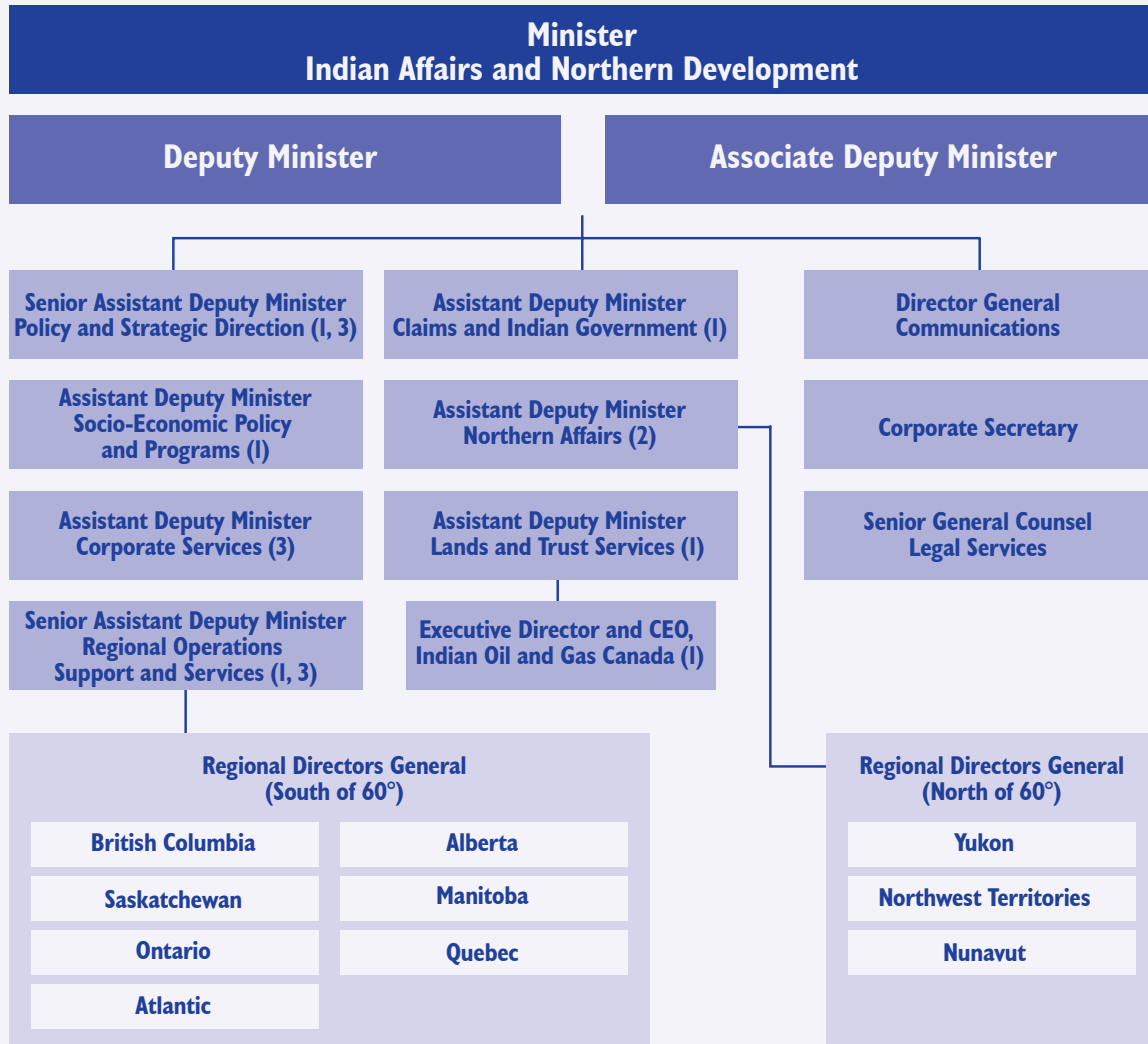 Minister
Indian Affairs and Northern Development
Deputy Minister
Associate Deputy Minister
Senior Assistant Deputy Minister
Policy and Strategic Direction (1, 3)
Assistant Deputy Minister
Claims and Indian Government (1)
Director General
Communications
Assistant Deputy Minister
Socio-Economic Policy
and Programs (1)
Assistant Deputy Minister
Northern Affairs (2)
Corporate Secretary
Assistant Deputy Minister
Corporate Services (3)
Assistant Deputy Minister
Lands and Trust Services (1)
Senior General Counsel
Legal Services
Senior Assistant Deputy Minister
Regional Operations
Support and Services (1, 3)
Executive Director and CEO,
Indian Oil and Gas Canada (1)
Regional Directors General
(South of 60°)
British Columbia
Alberta
Saskatchewan
Manitoba
Ontario
Quebec
Atlantic
Regional Directors General
(North of 60°)
Yukon
Northwest Territories
Nunavut